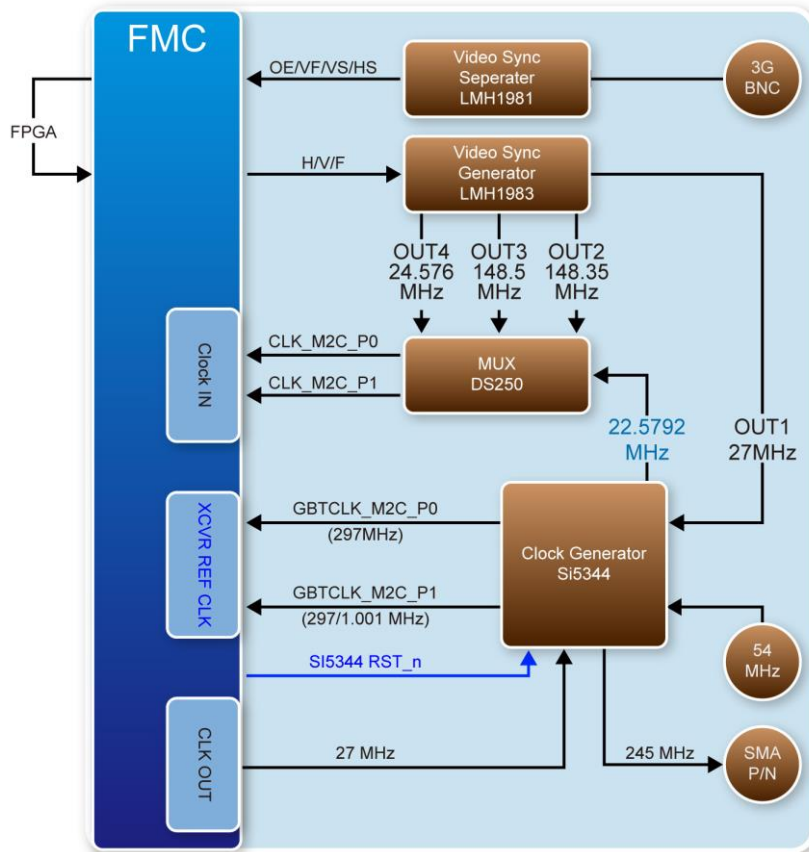 FMC
OE/VF/VS/HS
Video Sync
Seperater
LMH1981
3G
BNC
FPGA
H/V/F
Video Sync
Generator
LMH1983
OUT4
24.576
MHz
OUT3
148.5
MHz
OUT2
148.35
MHz
Clock IN
CLK_M2C_P0
CLK_M2C_P1
MUX
DS250
22.5792
MHz
OUT1
27MHz
XCVR REF CLK
GBTCLK_M2C_P0
(297MHz)
GBTCLK_M2C_P1
(297/1.001 MHz)
Clock Generator
Si5344
54
MHz
SI5344 RST_n
CLK OUT
27 MHz
245 MHz
SMA
P/N